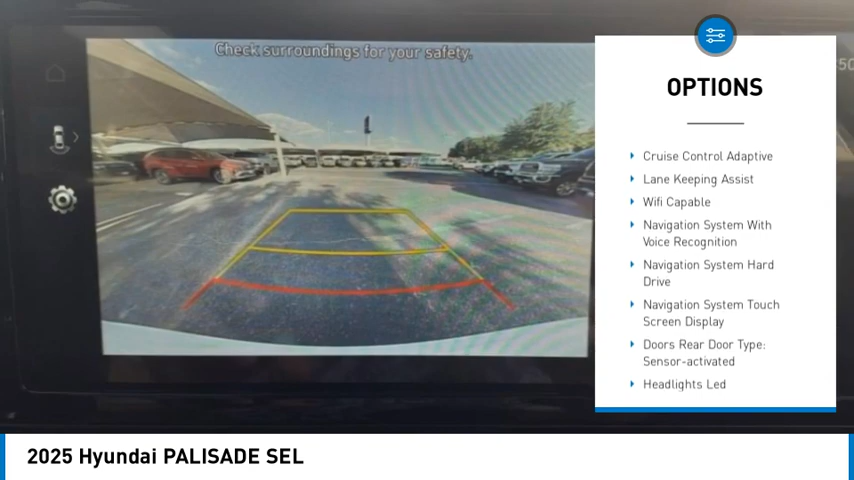 Check surroundings for your safety.
50
OPTIONS
Cruise Control Adaptive
Lane Keeping Assist
Wifi Capable
Navigation System With
Voice Recognition
Navigation System Hard
Drive
Navigation System Touch
Screen Display
Doors Rear Door Type:
Sensor-activated
Headlights Led
2025 Hyundai PALISADE SEL